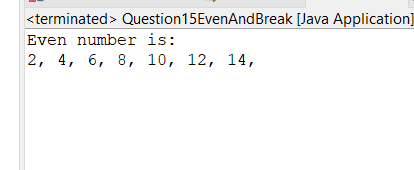 <terminated> Question15EvenAndBreak [Java Application]
Even number is:
2, 4, 6, 8, 10, 12, 14,